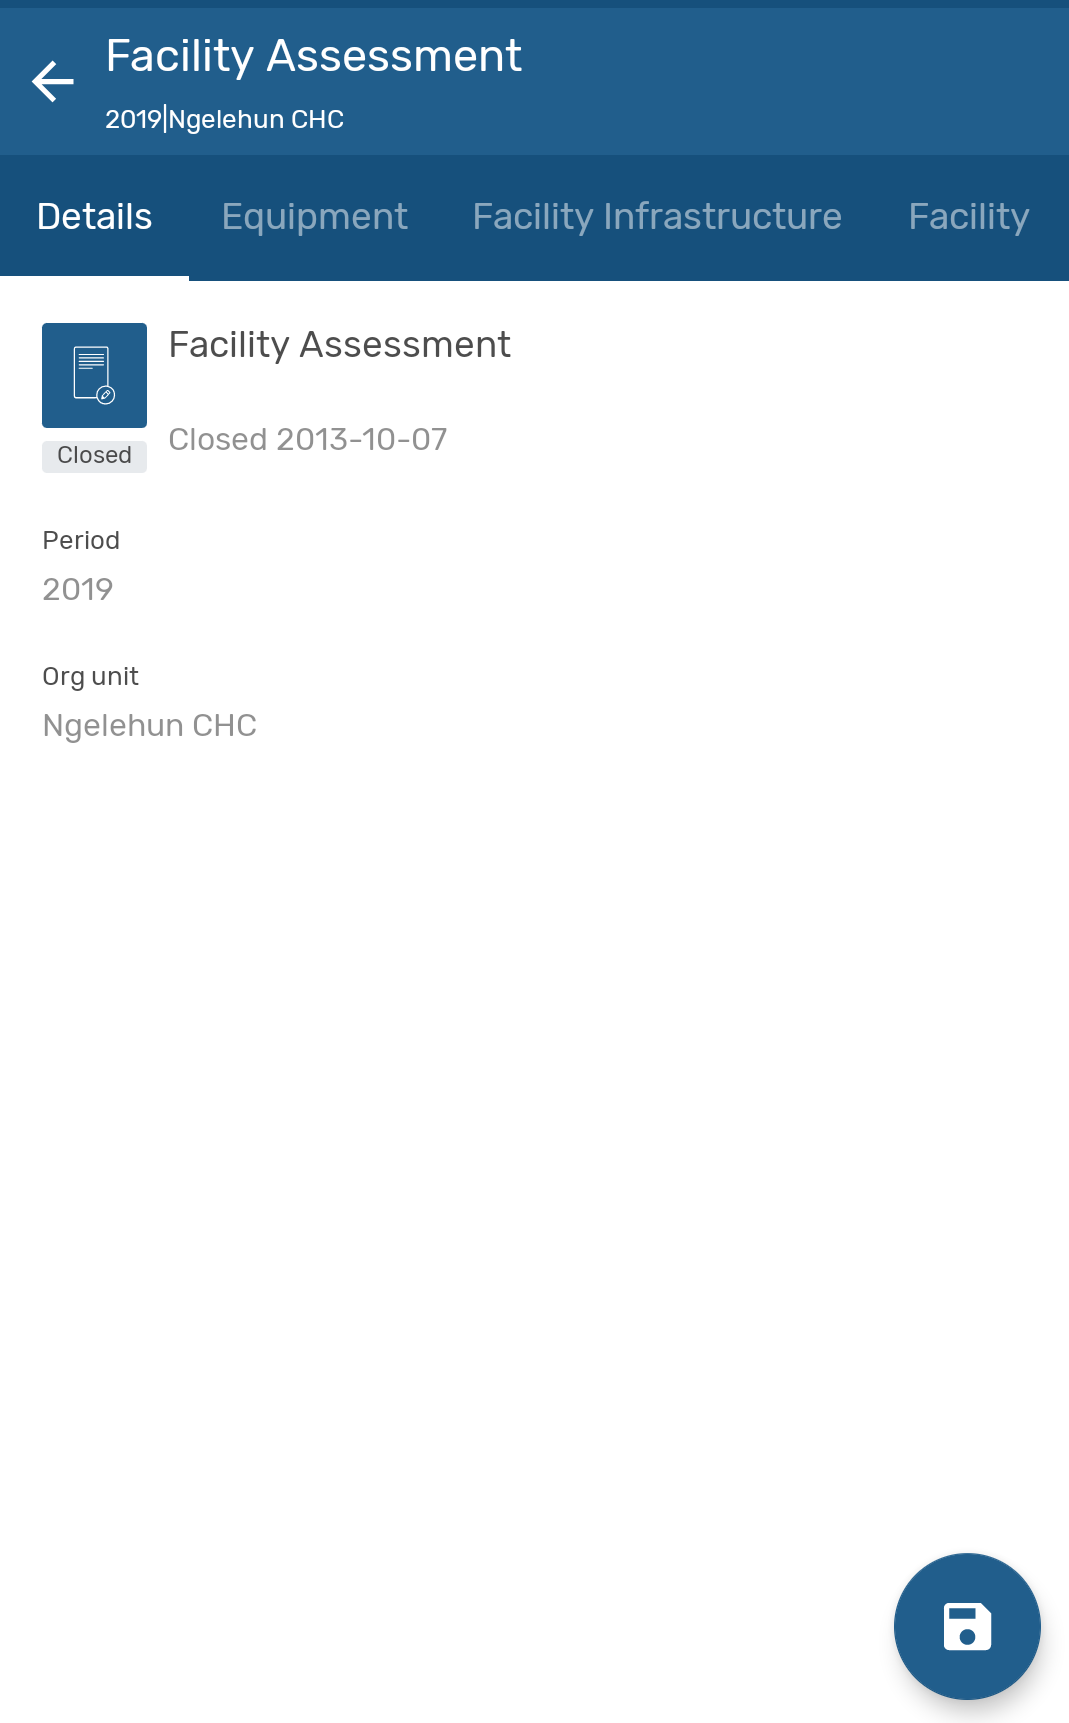 Facility Assessment
2019|Ngelehun CHC
Details Equipment Facility Infrastructure Facility
Facility Assessment
Closed Closed 2013-10-07
Period
2019
Org unit
Ngelehun CHC